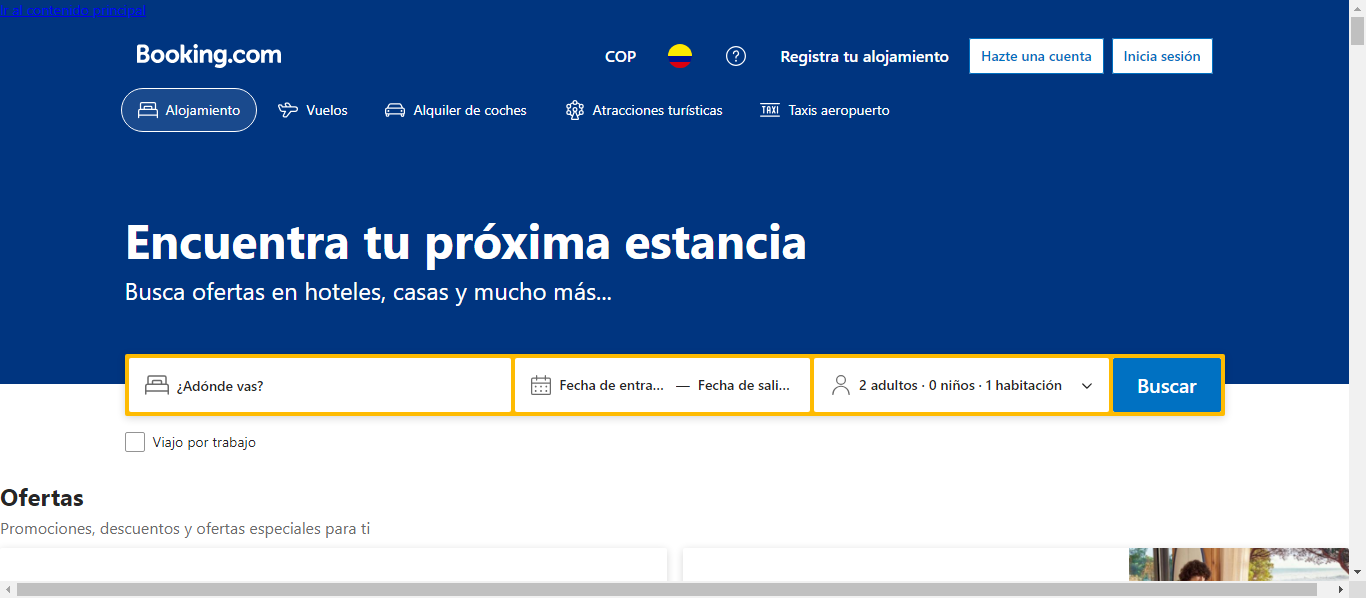 Ir al contenido principal
Booking.com
COP
Registra tu alojamiento
Hazte una cuenta
Inicia sesión
Alojamiento
Vuelos
Alquiler de coches
Atracciones turísticas
TAXI
Taxis aeropuerto
Encuentra tu próxima estancia
Busca ofertas en hoteles, casas y mucho más...
¿Adónde vas?
Fecha de entra... — Fecha de sali...
2 adultos · 0 niños · 1 habitación
Buscar
Viajo por trabajo
Ofertas
Promociones, descuentos y ofertas especiales para ti